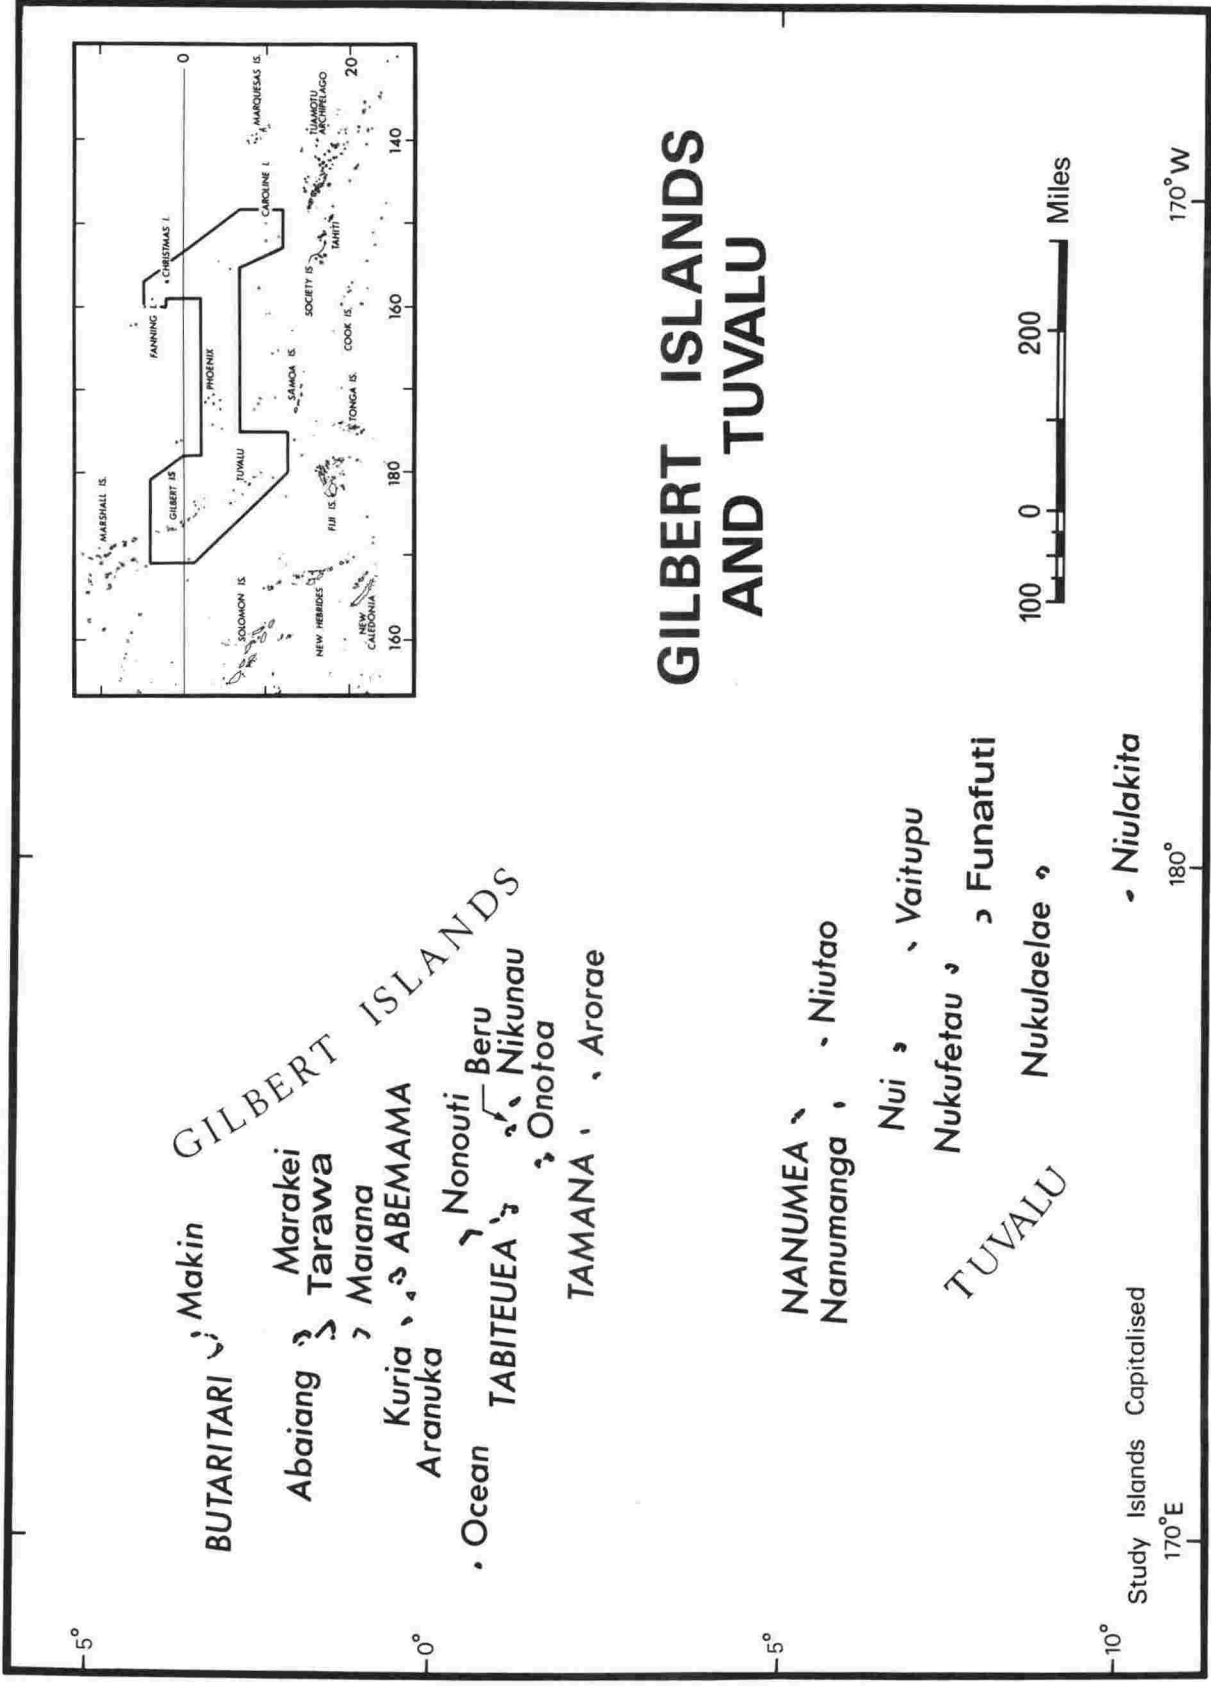 MARSHALL IS.
GILBERT IS
0
FANNING I.
CHRISTMAS I.
PHOENIX
MARQUESAS IS.
SOLOMON IS.
TUVALU
CAROLINE I.
SAMOA IS.
SOCIETY IS
TUAMOTU
ARCHIPELAGO
TAHITI
NEW HEBRIDES
FIJI IS.
TONGA IS.
COOK IS.
20
NEW
CALEDONIA
160
180
160
140
GILBERT ISLANDS
AND TUVALU
100
0
200
Miles
5°
0°
5°
10°
GILBERT ISLANDS
Makin
BUTARITARI
Marakei
Abaiang
Tarawa
Maiana
Kuria
ABEMAMA
Aranuka
Nonouti
Ocean
Beru
TABITEUEA
Nikunau
Onotoa
TAMANA
Arorae
NANUMEA
Niutao
Nanumanga
Nui
Vaitupu
Nukufetau
Funafuti
Nukulaelae
Niulakita
TUVALU
Study Islands Capitalised
170°E
180°
170°W